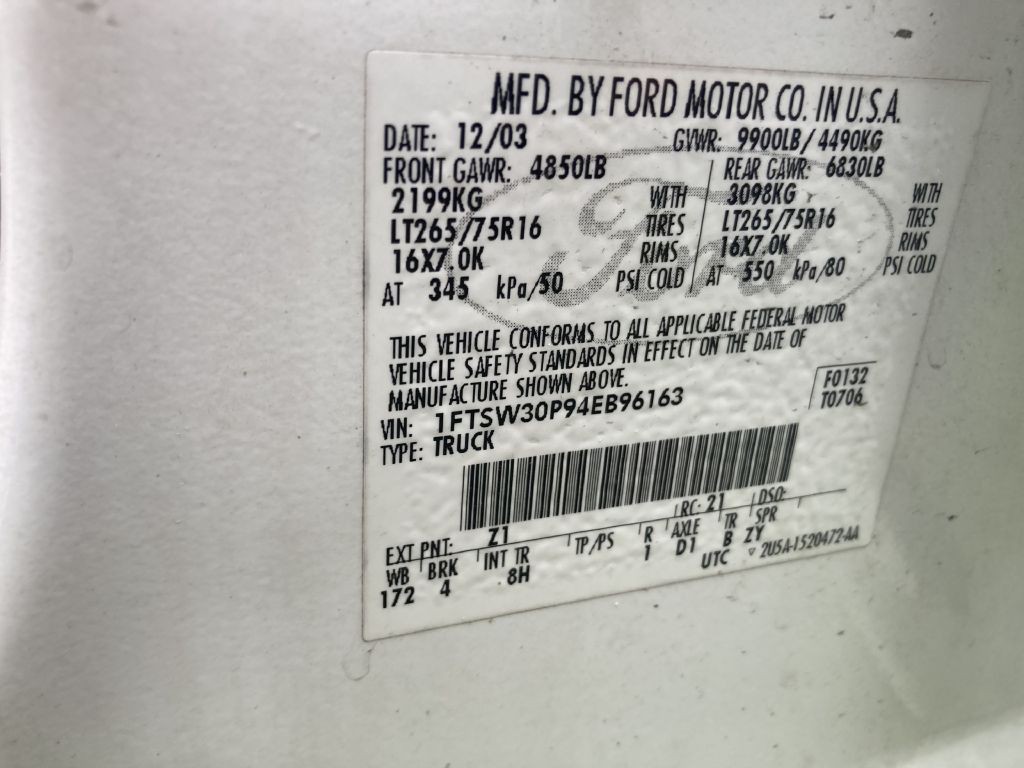 MFD. BY FORD MOTOR CO. IN U.S.A.
DATE: 12/03 GVWR: 9900LB/4490KG
FRONT GAWR: 4850LB REAR GAWR: 6830LB
2199KG WITH 3098KG WITH
LT265/75R16 TIRES LT265/75R16 TIRES
16X7.0K RIMS 16X7.0K RIMS
AT 345 kPa/50 PSI COLD AT 550 kPa/80 PSI COLD
Ford
THIS VEHICLE CONFORMS TO ALL APPLICABLE FEDERAL MOTOR
VEHICLE SAFETY STANDARDS IN EFFECT ON THE DATE OF
MANUFACTURE SHOWN ABOVE.
VIN: 1FTSW30P94EB96163 F0132
TYPE: TRUCK T0706
EXT PNT: Z1 RC: 21 DSO:
WB BRK INT TR TP/PS R AXLE TR SPR
172 4 8H 1 D1 B ZY
UTC ▽ 2U5A-1520472-AA